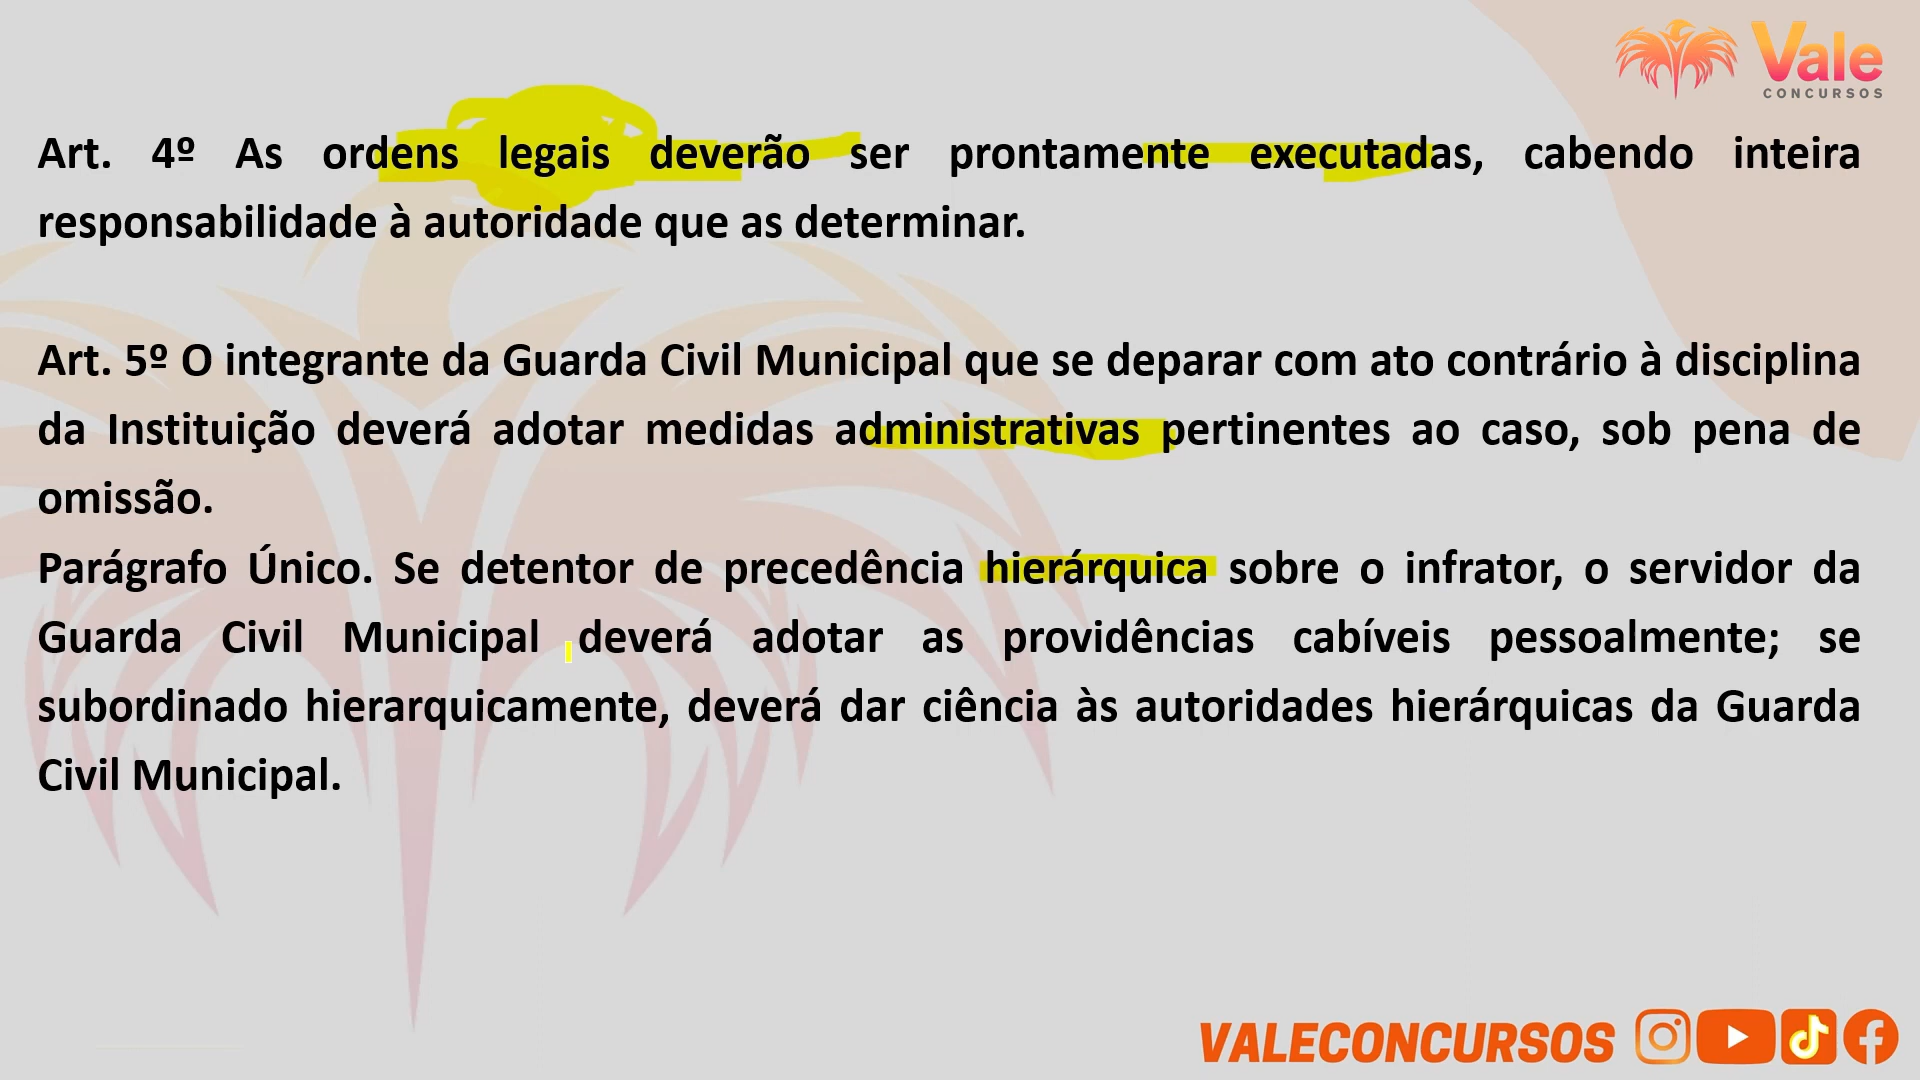 Vale
CONCURSOS
Art. 4º As ordens legais deverão ser prontamente executadas, cabendo inteira
responsabilidade à autoridade que as determinar.
Art. 5º O integrante da Guarda Civil Municipal que se deparar com ato contrário à disciplina
da Instituição deverá adotar medidas administrativas pertinentes ao caso, sob pena de
omissão.
Parágrafo Único. Se detentor de precedência hierárquica sobre o infrator, o servidor da
Guarda Civil Municipal deverá adotar as providências cabíveis pessoalmente; se
subordinado hierarquicamente, deverá dar ciência às autoridades hierárquicas da Guarda
Civil Municipal.
VALECONCURSOS